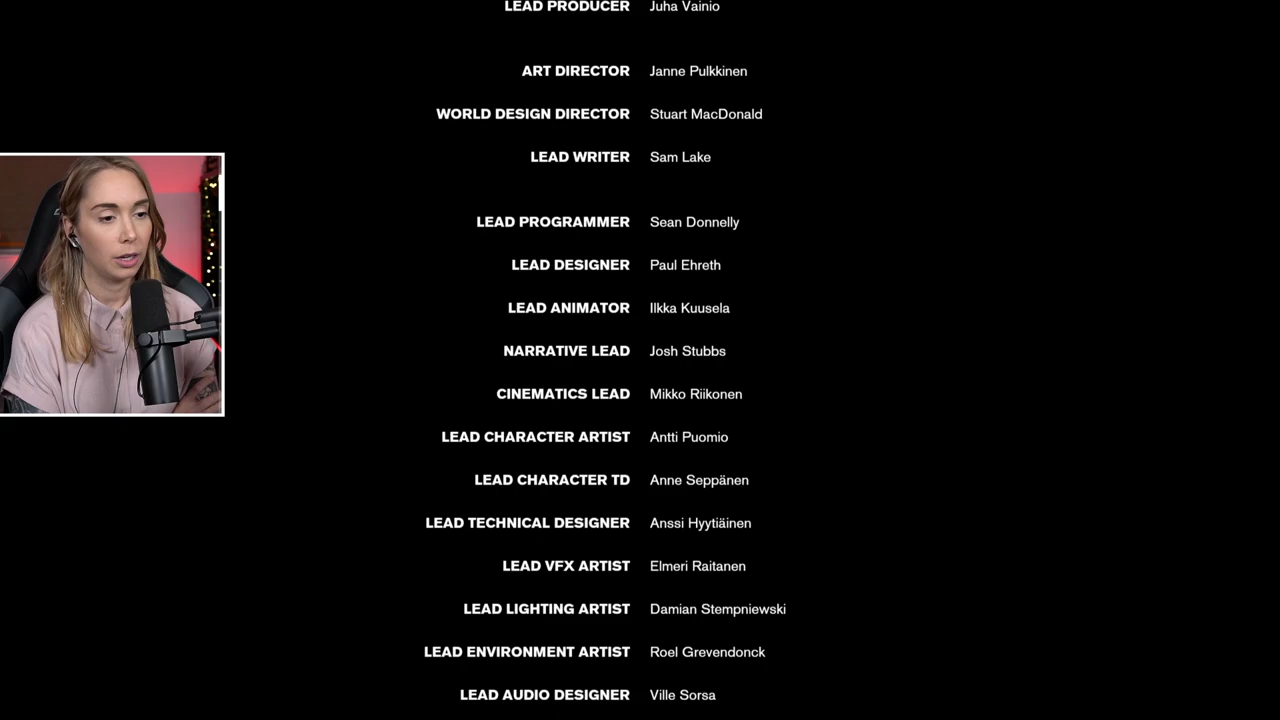 LEAD PRODUCER Juha Vainio
ART DIRECTOR Janne Pulkkinen
WORLD DESIGN DIRECTOR Stuart MacDonald
LEAD WRITER Sam Lake
LEAD PROGRAMMER Sean Donnelly
LEAD DESIGNER Paul Ehreth
LEAD ANIMATOR Ilkka Kuusela
NARRATIVE LEAD Josh Stubbs
CINEMATICS LEAD Mikko Riikonen
LEAD CHARACTER ARTIST Antti Puomio
LEAD CHARACTER TD Anne Seppänen
LEAD TECHNICAL DESIGNER Anssi Hyytiäinen
LEAD VFX ARTIST Elmeri Raitanen
LEAD LIGHTING ARTIST Damian Stempniewski
LEAD ENVIRONMENT ARTIST Roel Grevendonck
LEAD AUDIO DESIGNER Ville Sorsa